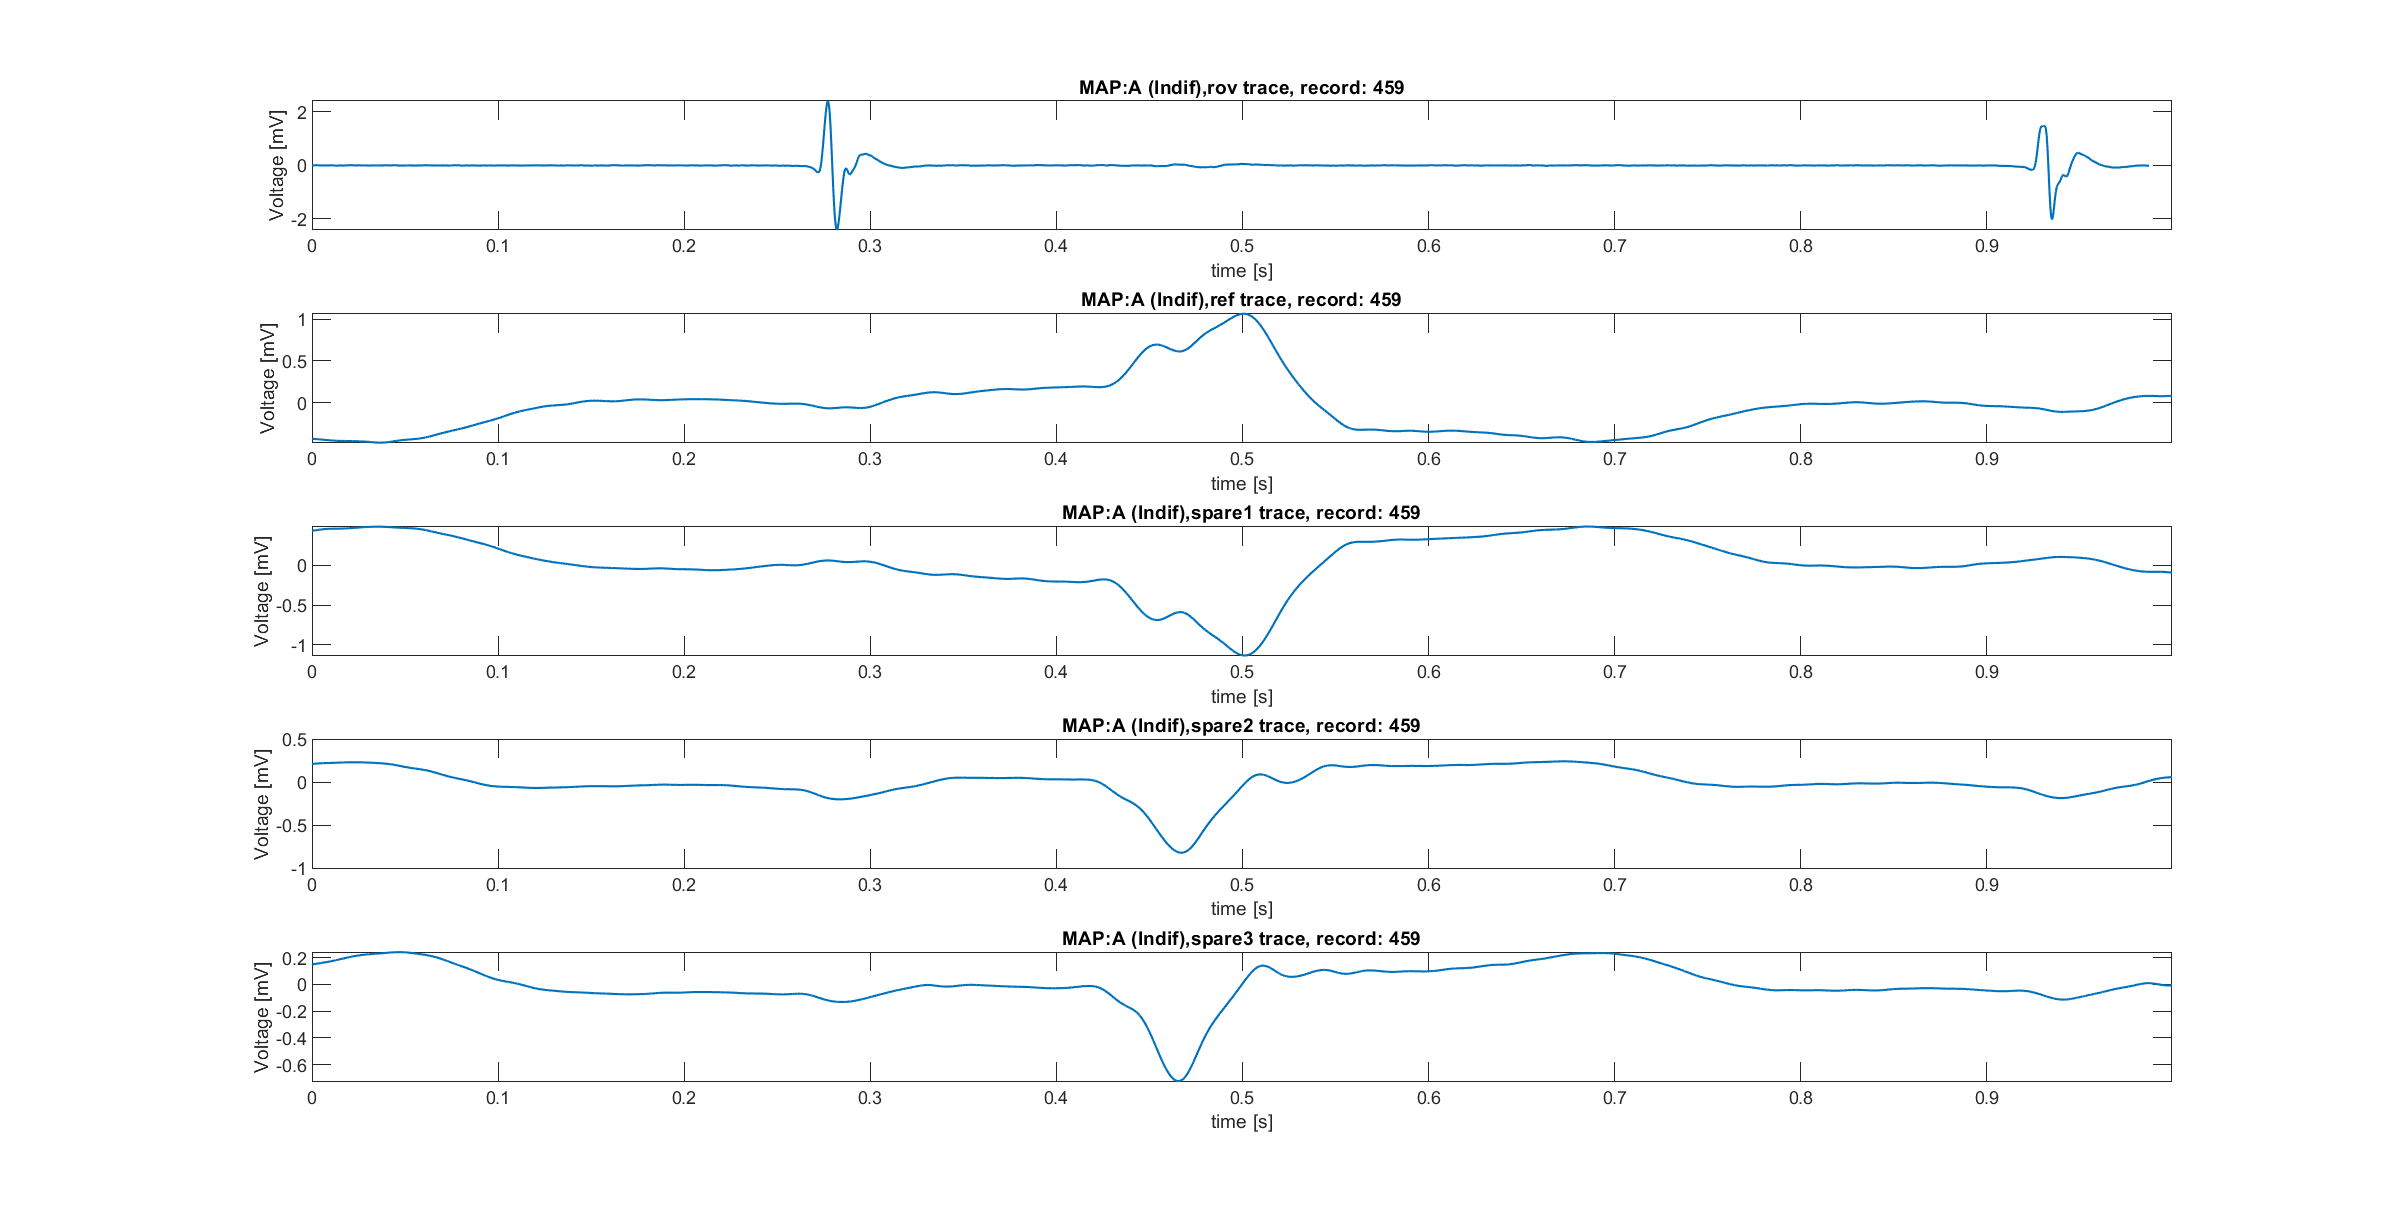 MAP:A (Indif),rov trace, record: 459
Voltage [mV]
2
0
-2
0 0.1 0.2 0.3 0.4 0.5 0.6 0.7 0.8 0.9
time [s]
MAP:A (Indif),ref trace, record: 459
Voltage [mV]
1
0.5
0
0 0.1 0.2 0.3 0.4 0.5 0.6 0.7 0.8 0.9
time [s]
MAP:A (Indif),spare1 trace, record: 459
Voltage [mV]
0
-0.5
-1
0 0.1 0.2 0.3 0.4 0.5 0.6 0.7 0.8 0.9
time [s]
MAP:A (Indif),spare2 trace, record: 459
Voltage [mV]
0.5
0
-0.5
-1
0 0.1 0.2 0.3 0.4 0.5 0.6 0.7 0.8 0.9
time [s]
MAP:A (Indif),spare3 trace, record: 459
Voltage [mV]
0.2
0
-0.2
-0.4
-0.6
0 0.1 0.2 0.3 0.4 0.5 0.6 0.7 0.8 0.9
time [s]